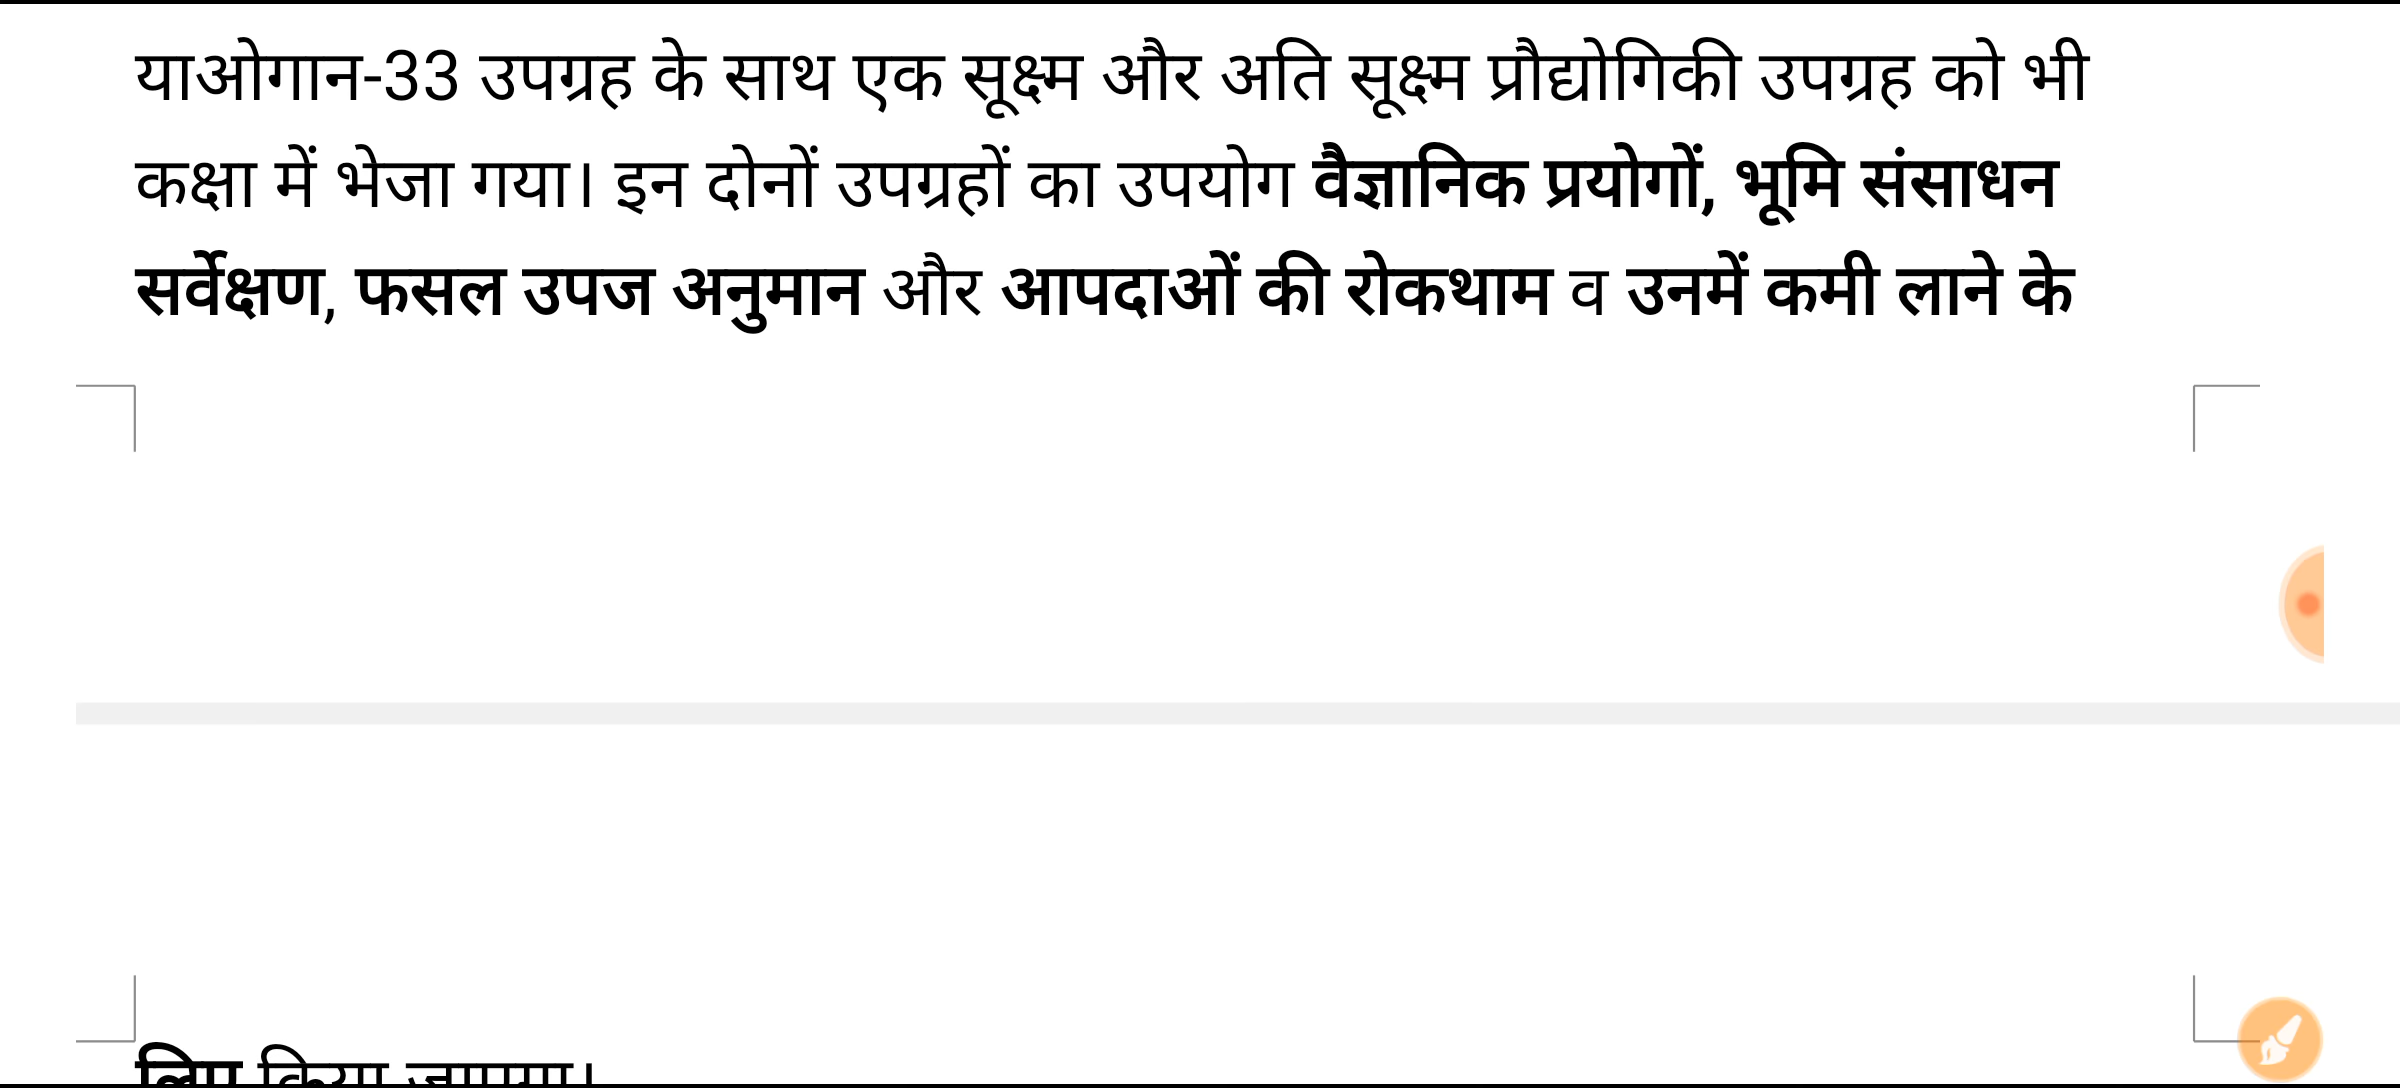 याओगान-33 उपग्रह के साथ एक सूक्ष्म और अति सूक्ष्म प्रौद्योगिकी उपग्रह को भी
कक्षा में भेजा गया। इन दोनों उपग्रहों का उपयोग वैज्ञानिक प्रयोगों, भूमि संसाधन
सर्वेक्षण, फसल उपज अनुमान और आपदाओं की रोकथाम व उनमें कमी लाने के
लिए किया जाएगा।